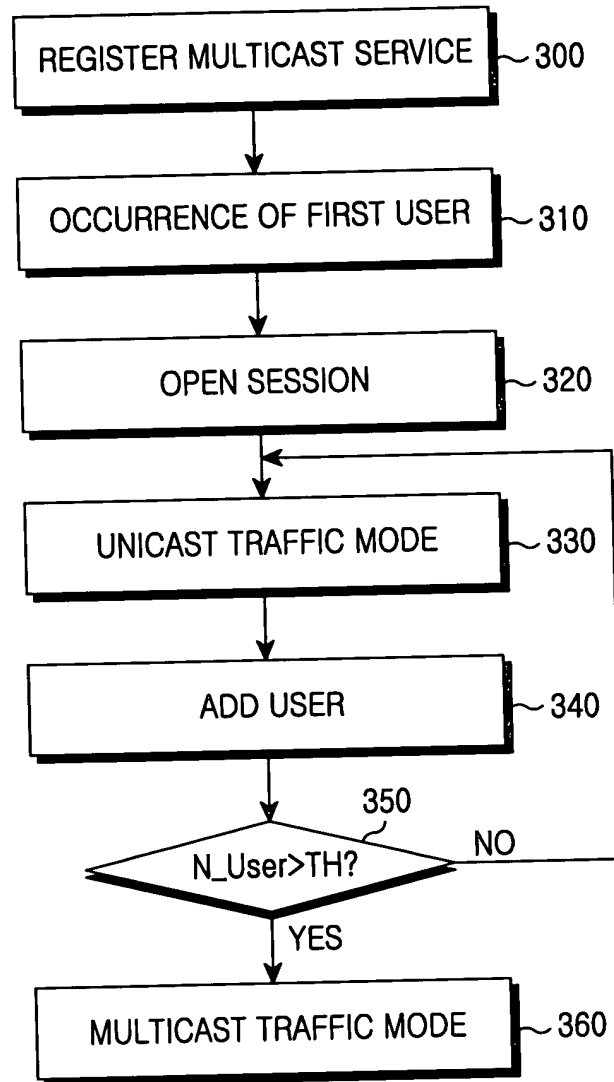 REGISTER MULTICAST SERVICE 300
OCCURRENCE OF FIRST USER 310
OPEN SESSION 320
UNICAST TRAFFIC MODE 330
ADD USER 340
350
N_User>TH? NO
YES
MULTICAST TRAFFIC MODE 360